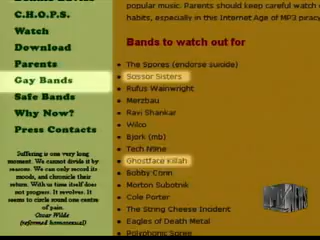 C.H.O.P.S.
Watch
Download
Parents
Gay Bands
Safe Bands
Why Now?
Press Contacts
Suffering is one very long
moment. We cannot divide it by
seasons. We can only record its
moods, and chronicle their
return. With us time itself does
not progress. It revolves. It
seems to circle round one centre
of pain.
Oscar Wilde
(reformed homosexual)
popular music. Parents should keep careful watch o
habits, especially in this Internet Age of MP3 piracy
Bands to watch out for
The Spores (endorse suicide)
Scissor Sisters
Rufus Wainwright
Merzbau
Ravi Shankar
Wilco
Bjork (mb)
Tech N9ne
Ghostface Killah
Bobby Conn
Morton Subotnik
Cole Porter
The String Cheese Incident
Eagles of Death Metal
Polyphonic Spree